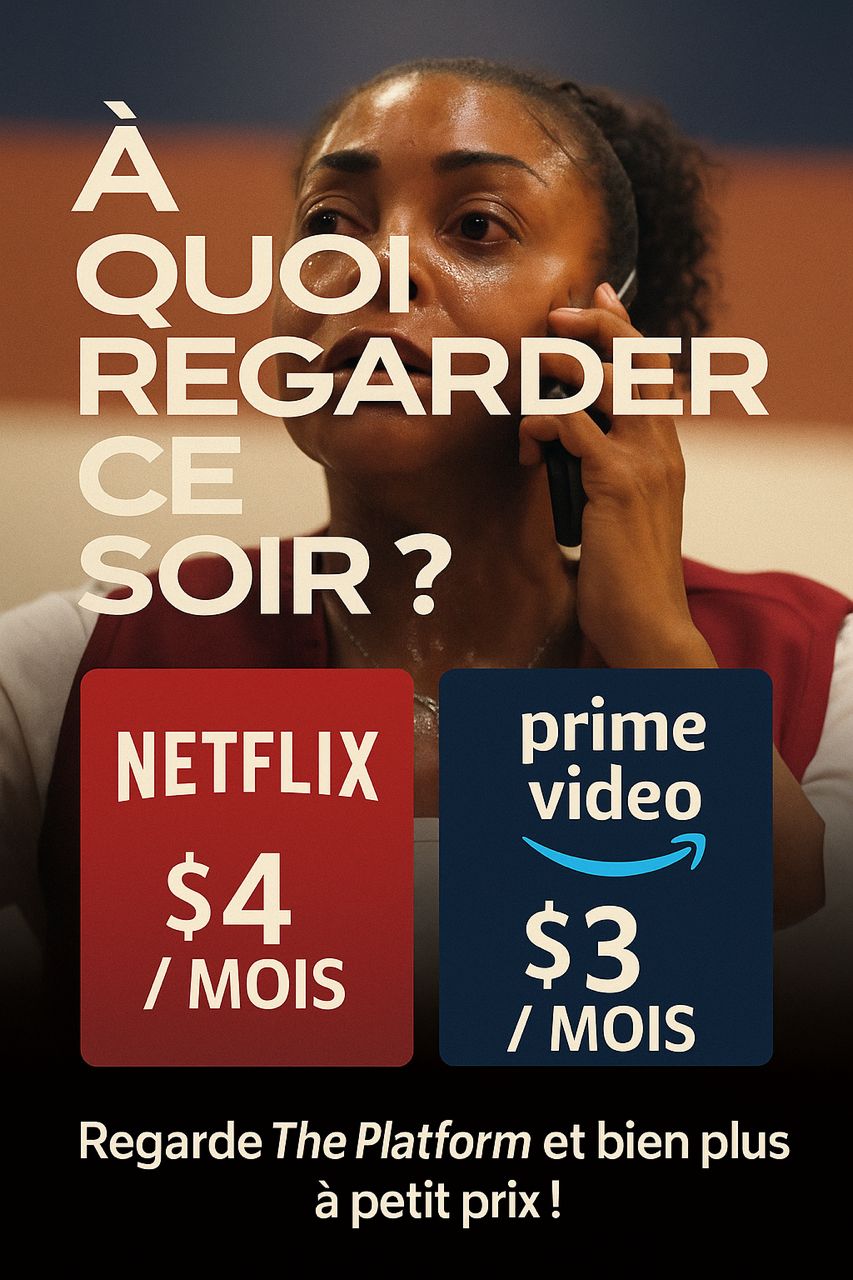 À
QUOI
REGARDER
CE
SOIR ?
NETFLIX
$4
/ MOIS
prime
video
$3
/ MOIS
Regarde The Platform et bien plus
à petit prix !